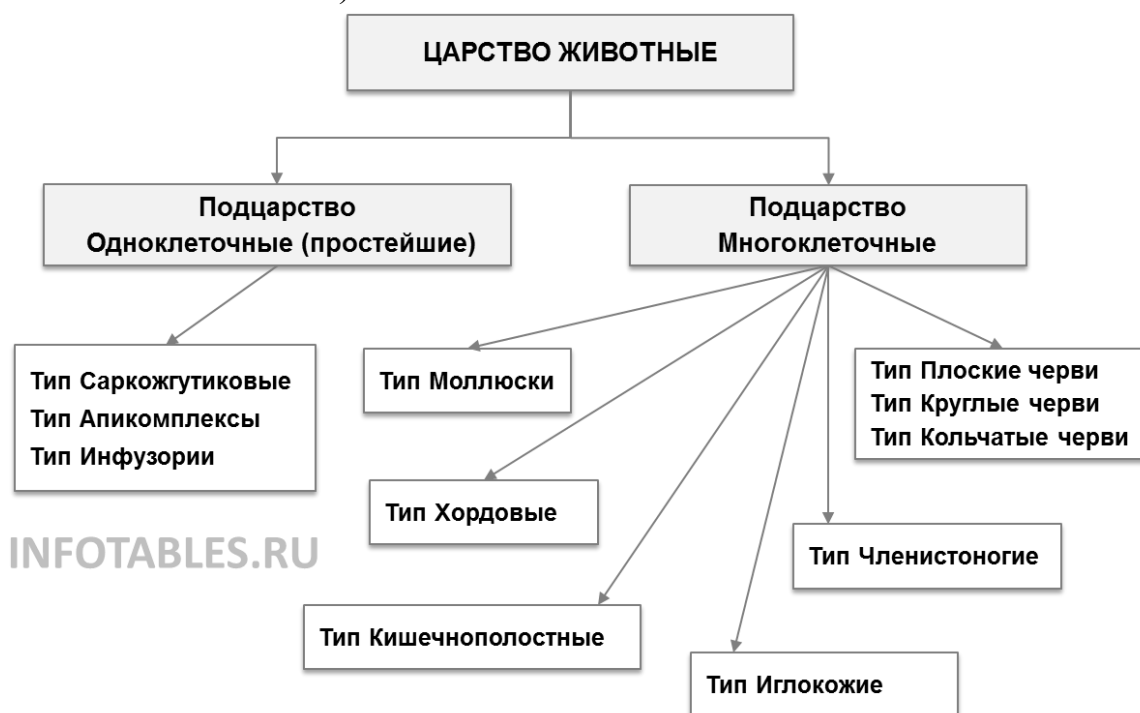 )
ЦАРСТВО ЖИВОТНЫЕ
Подцарство
Одноклеточные (простейшие)
Подцарство
Многоклеточные
Тип Саркожгутиковые
Тип Апикомплексы
Тип Инфузории
Тип Моллюски
Тип Плоские черви
Тип Круглые черви
Тип Кольчатые черви
Тип Хордовые
Тип Членистоногие
Тип Кишечнополостные
Тип Иглокожие
INFOTABLES.RU